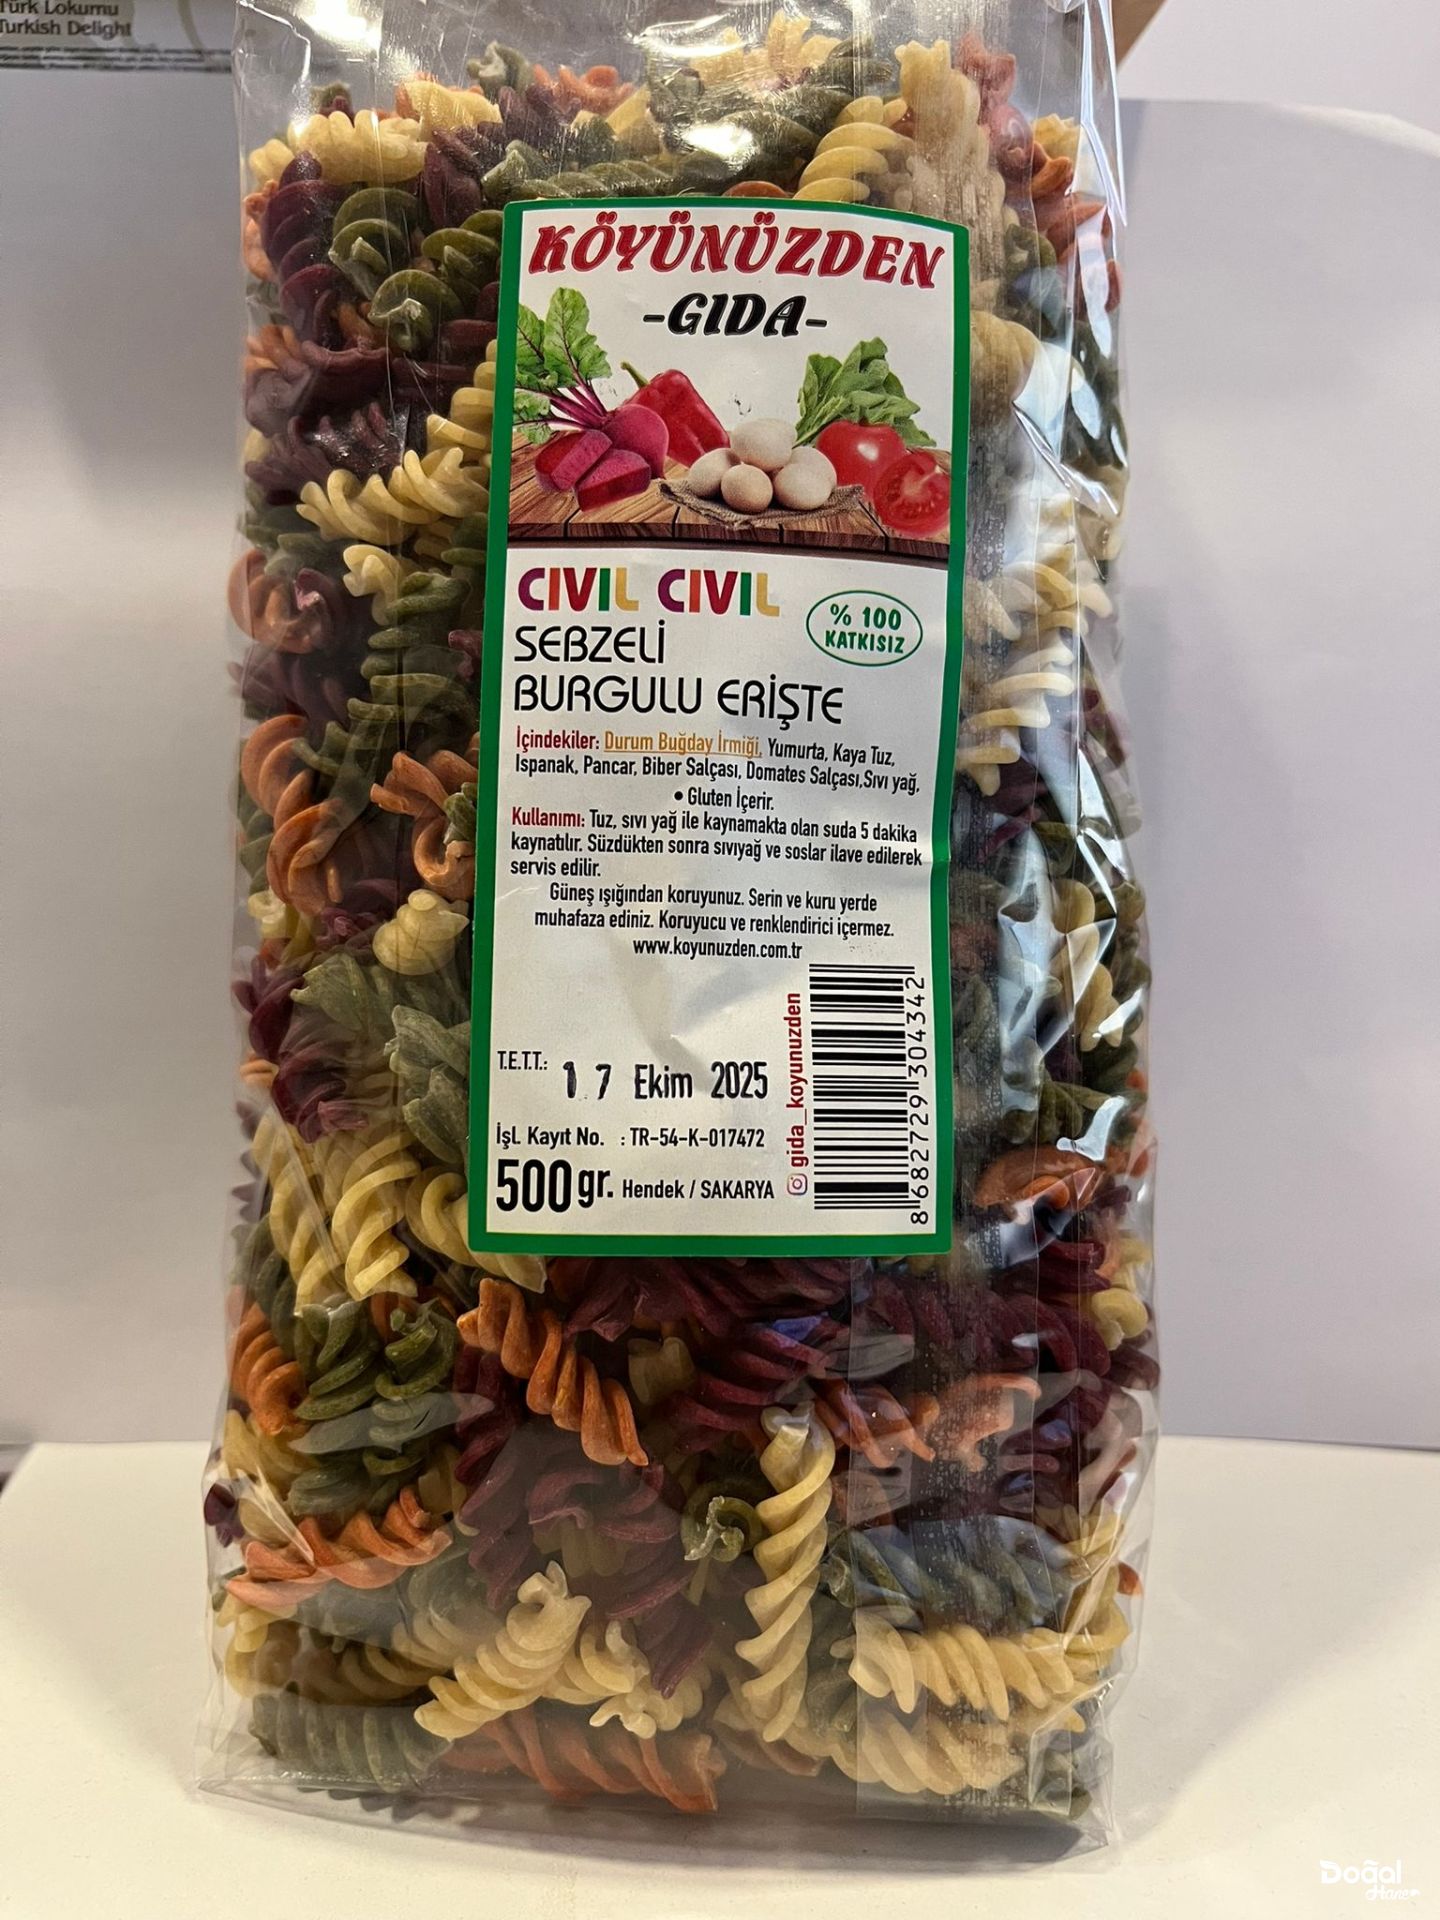 Türk Lokumu
Turkish Delight
KÖYÜNÜZDEN
-GIDA-
CIVIL CIVIL
% 100
KATKISIZ
SEBZELİ
BURGULU ERİŞTE
İçindekiler: Durum Buğday İrmiği, Yumurta, Kaya Tuz,
Ispanak, Pancar, Biber Salçası, Domates Salçası,Sıvı yağ,
• Gluten İçerir.
Kullanımı: Tuz, sıvı yağ ile kaynamakta olan suda 5 dakika
kaynatılır. Süzdükten sonra sıvıyağ ve soslar ilave edilerek
servis edilir.
Güneş ışığından koruyunuz. Serin ve kuru yerde
muhafaza ediniz. Koruyucu ve renklendirici içermez.
www.koyunuzden.com.tr
T.E.T.T.: 17 Ekim 2025
İşl. Kayıt No. : TR-54-K-017472
500gr. Hendek / SAKARYA
gida_koyunuzden
8682729304342
Doğal
Hane